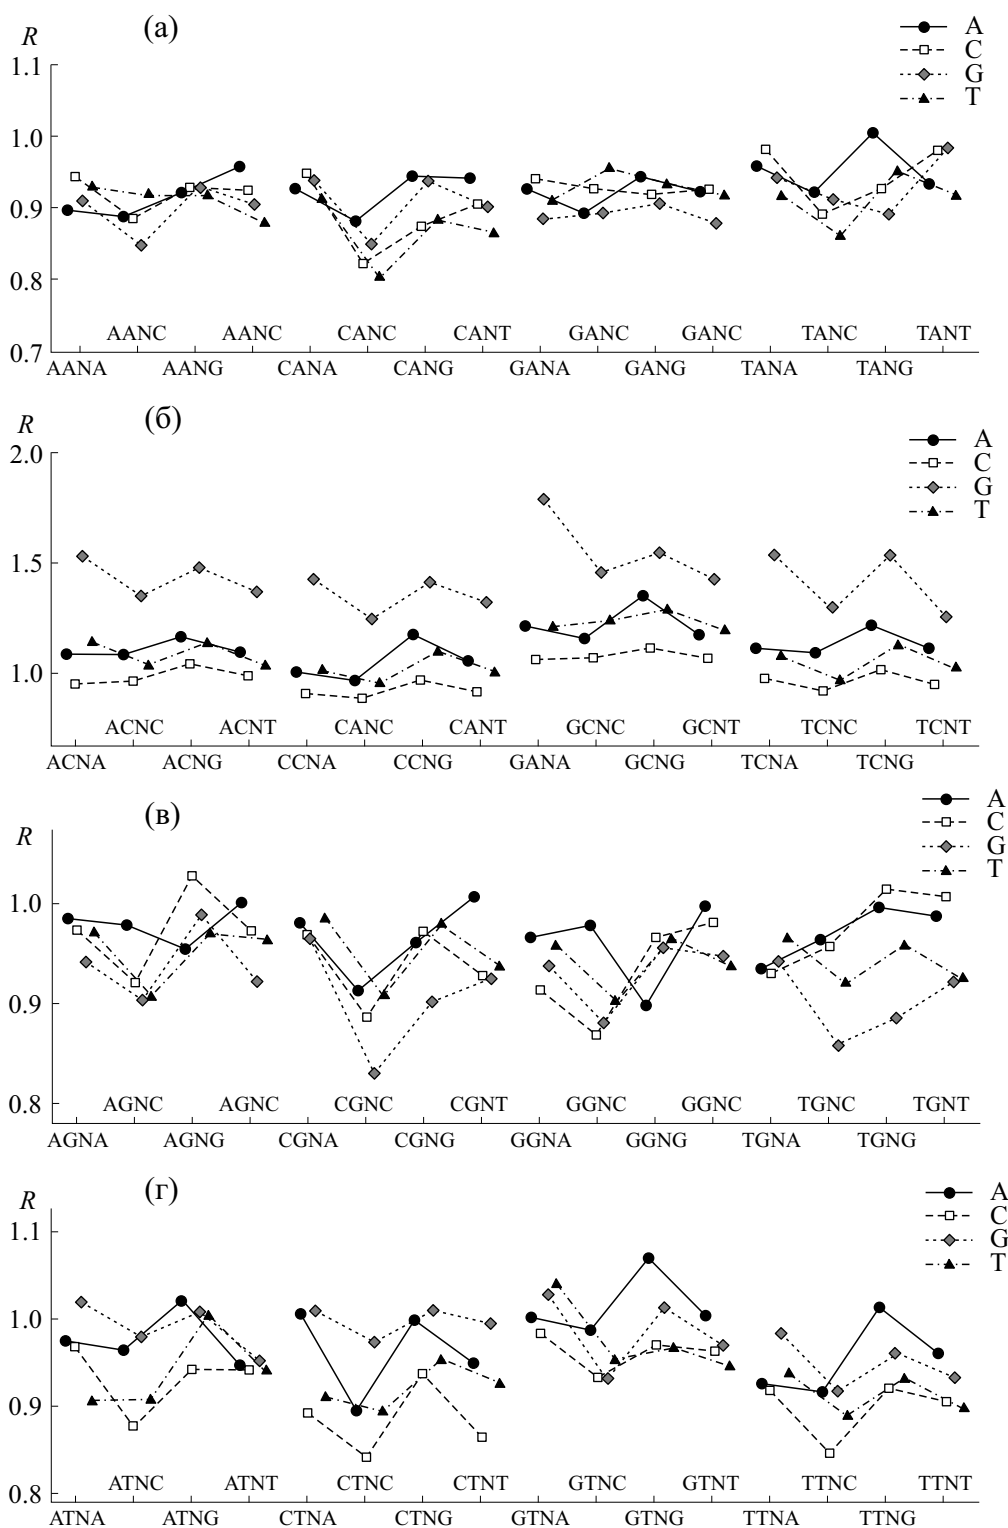 (а)
R
A
C
G
T
1.1
1.0
0.9
0.8
0.7
AANC AANC CANC CANT GANC GANC TANC TANT
AANA AANG CANA CANG GANA GANG TANA TANG
(б)
R
A
C
G
T
2.0
1.5
1.0
ACNC ACNT CANC CANT GCNC GCNT TCNC TCNT
ACNA ACNG CCNA CCNG GANA GCNG TCNA TCNG
(в)
R
A
C
G
T
1.0
0.9
0.8
AGNC AGNC CGNC CGNT GGNC GGNC TGNC TGNT
AGNA AGNG CGNA CGNG GGNA GGNG TGNA TGNG
(г)
R
A
C
G
T
1.1
1.0
0.9
0.8
ATNC ATNT CTNC CTNT GTNC GTNT TTNC TTNT
ATNA ATNG CTNA CTNG GTNA GTNG TTNA TTNG